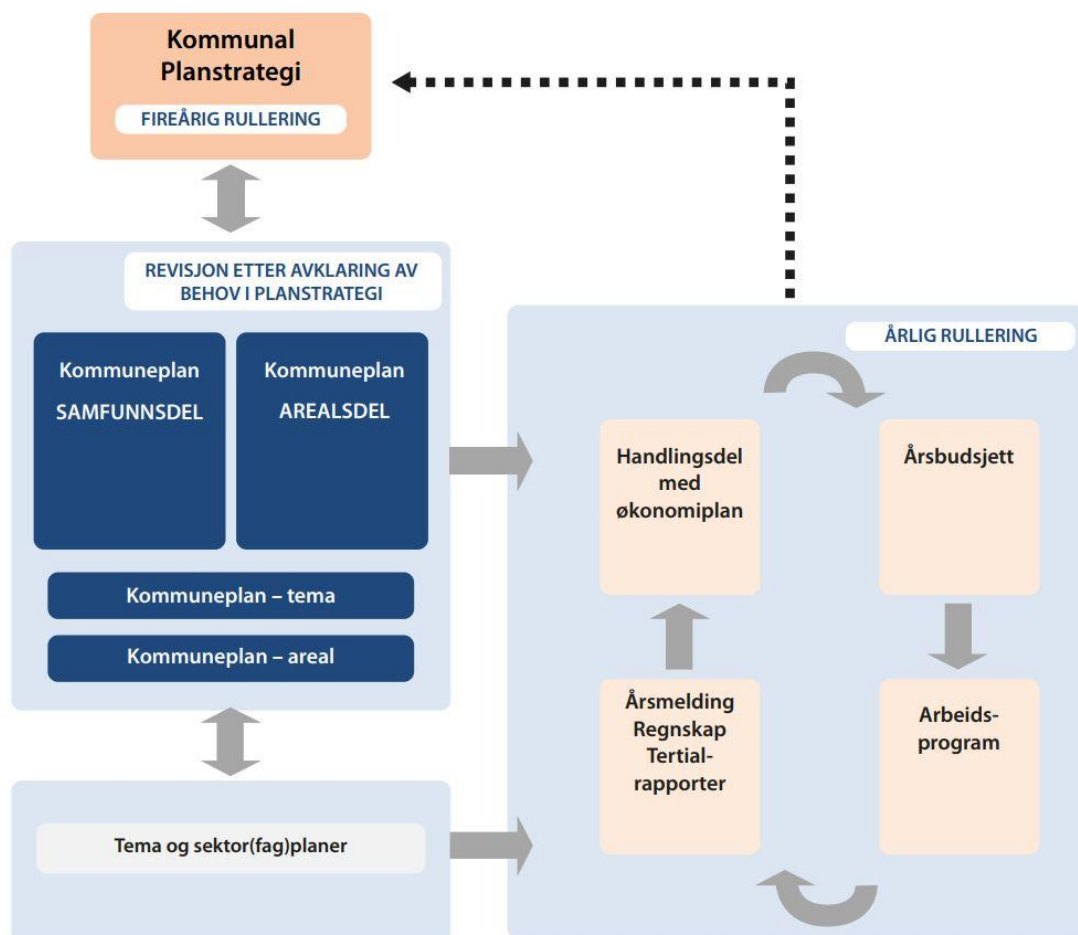 Kommunal
Planstrategi
FIREÅRIG RULLERING
REVISJON ETTER AVKLARING AV
BEHOV I PLANSTRATEGI
Kommuneplan
SAMFUNNSDEL
Kommuneplan
AREALSDEL
Kommuneplan – tema
Kommuneplan – areal
Tema og sektor(fag)planer
ÅRLIG RULLERING
Handlingsdel
med
økonomiplan
Årsbudsjett
Årsmelding
Regnskap
Tertial-
rapporter
Arbeids-
program